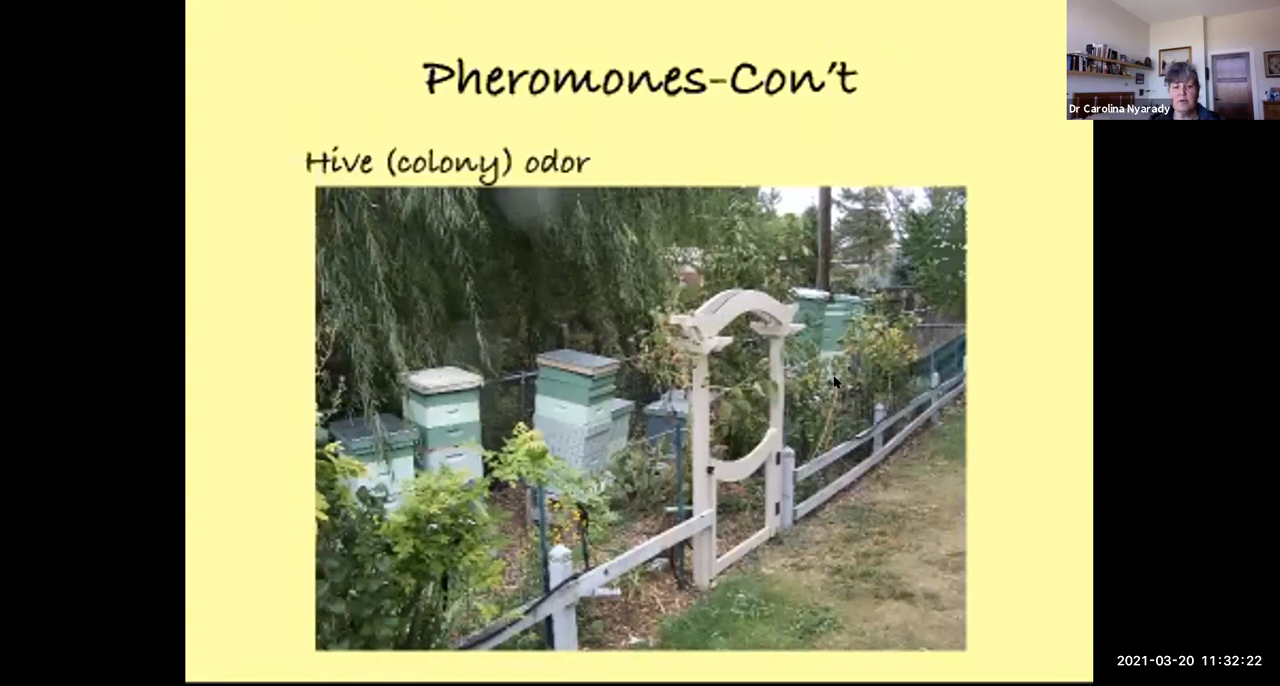 Pheromones-Con't
Dr Carolina Nyarady
Hive (colony) odor
2021-03-20 11:32:22